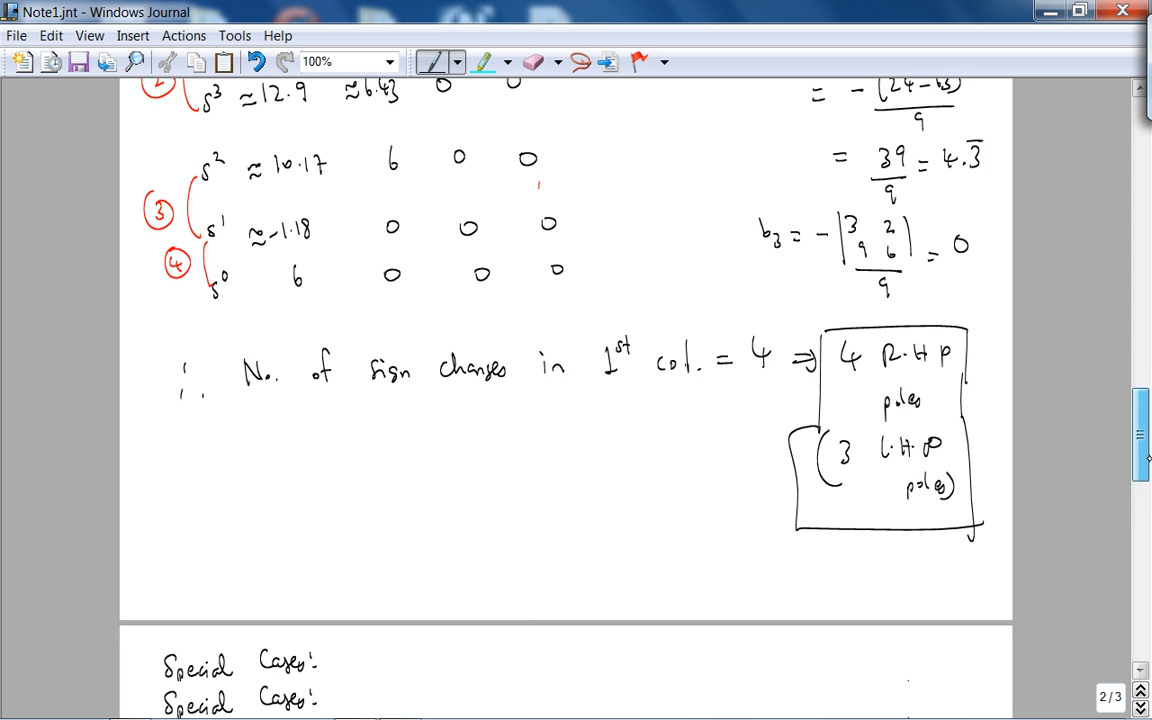 Note1.jnt - Windows Journal
File Edit View Insert Actions Tools Help
100%
s³ ≈12.9 ≈6.43 0 0
s² ≈10.17 6 0 0
③
s¹ ≈-1.18 0 0 0
④
s⁰ 6 0 0 0
= - (24-63)
9
= 39 = 4.3̅
9
b₃ = - |3 2|
|9 6| = 0
9
∴ No. of sign changes in 1st col. = 4 ⇒ 4 R.H.P
poles
(3 L.H.P
poles)
Special Cases:
Special Cases:
2/3